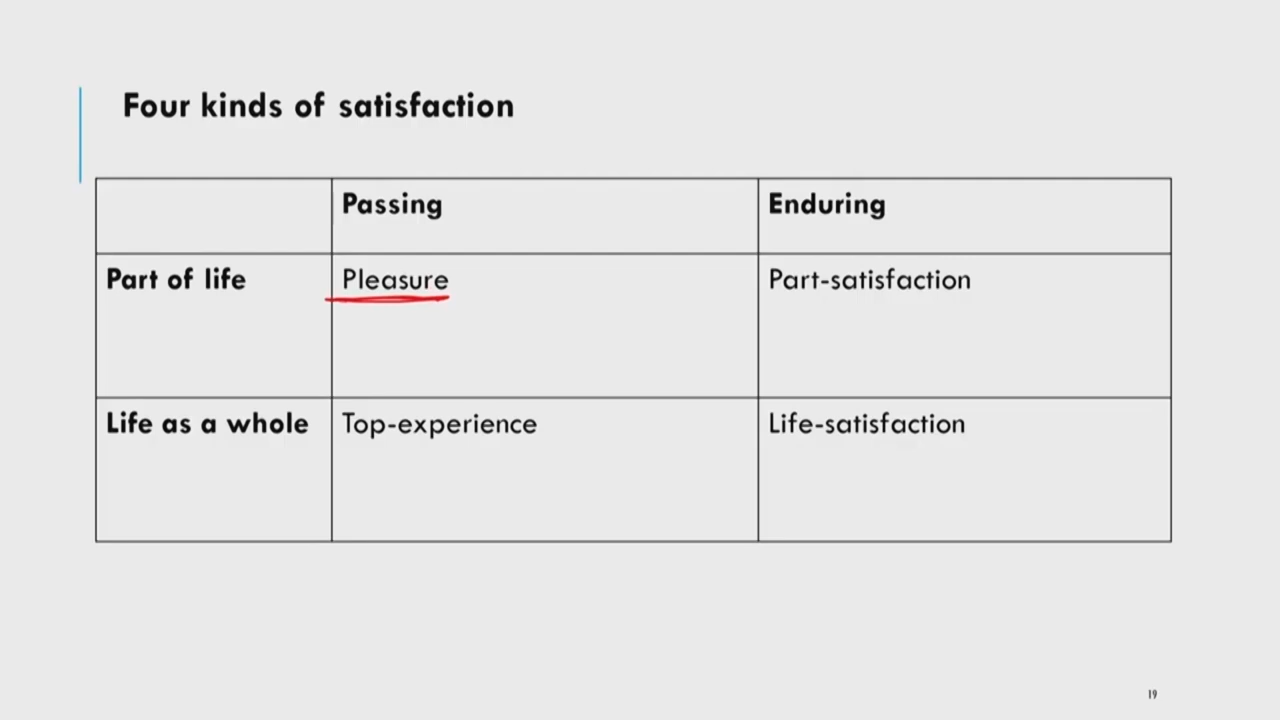 Four kinds of satisfaction
Passing Enduring
Part of life Pleasure Part-satisfaction
Life as a whole Top-experience Life-satisfaction
19